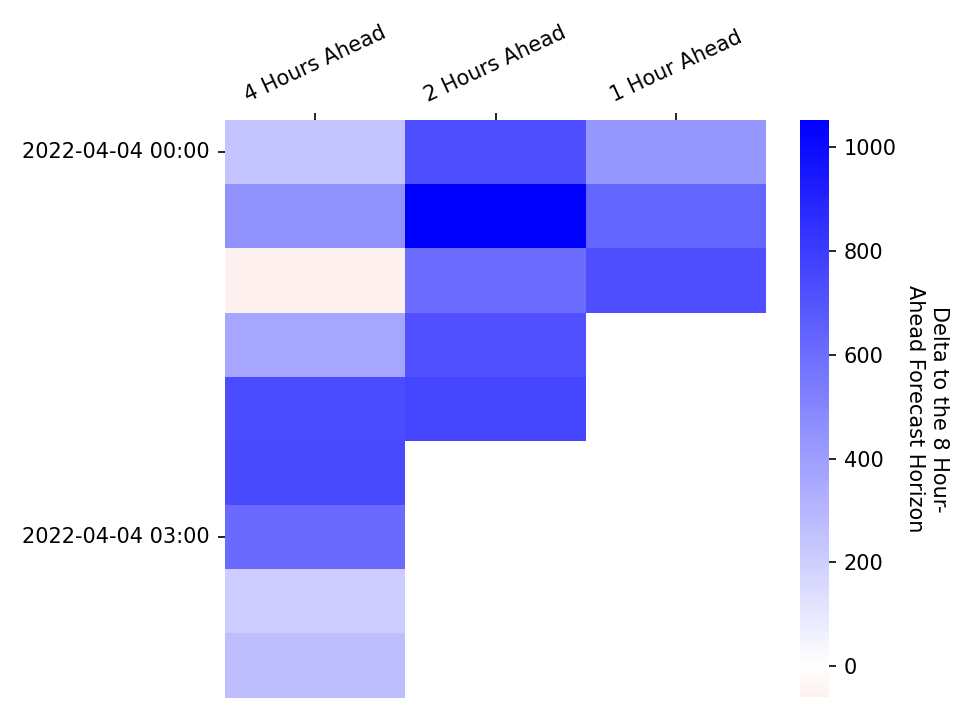 4 Hours Ahead
2 Hours Ahead
1 Hour Ahead
2022-04-04 00:00
2022-04-04 03:00
1000
800
600
400
200
0
Delta to the 8 Hour-
Ahead Forecast Horizon